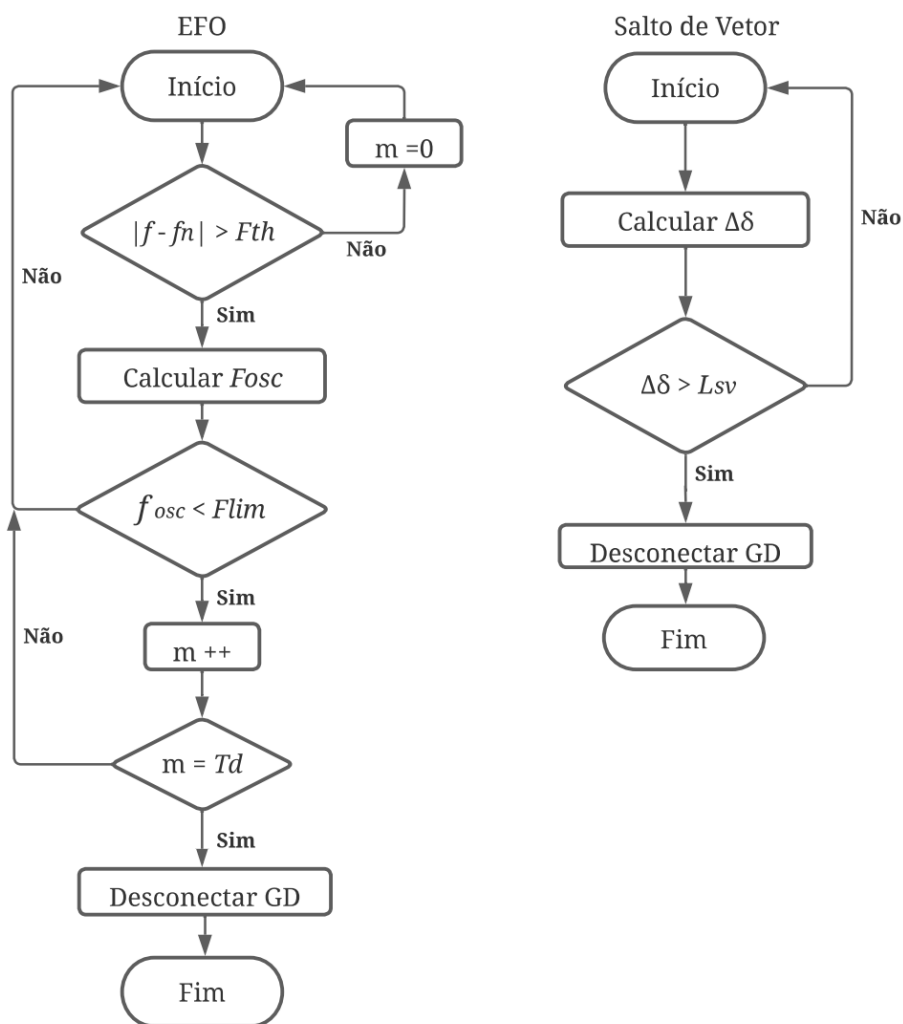 EFO
Início
m =0
|f - fn| > Fth
Não
Não
Sim
Calcular Fosc
f osc < Flim
Sim
Não
m ++
m = Td
Sim
Desconectar GD
Fim
Salto de Vetor
Início
Calcular Δδ
Não
Δδ > Lsv
Sim
Desconectar GD
Fim